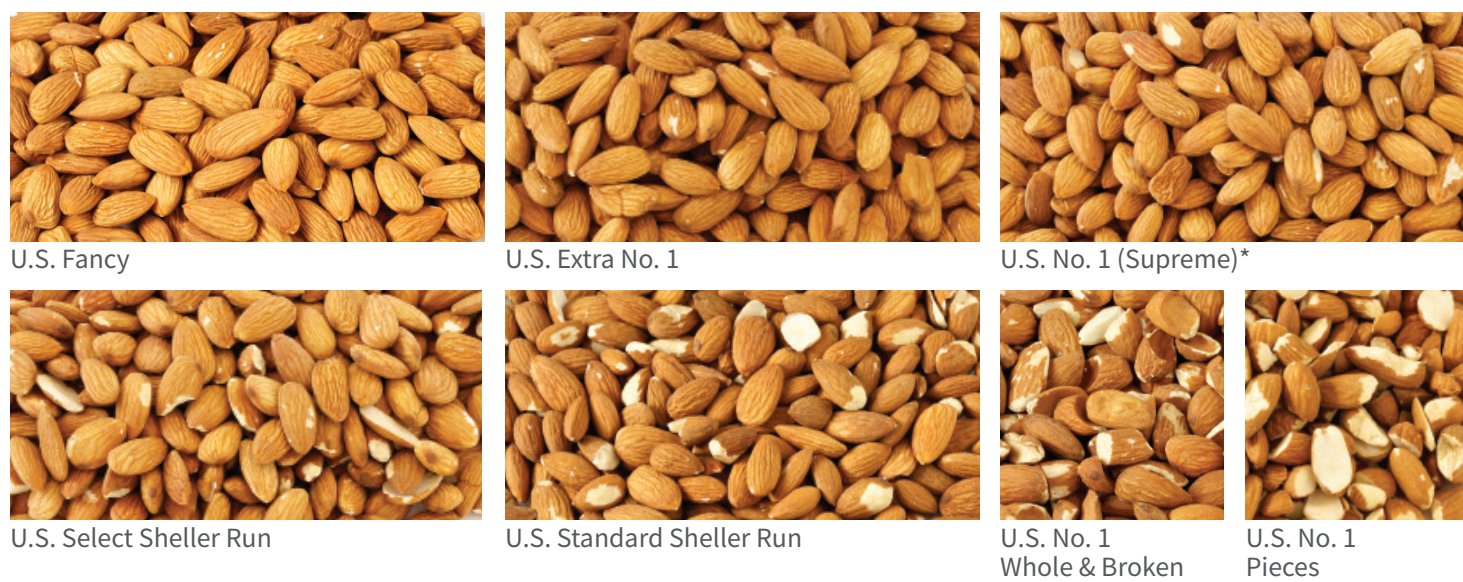 U.S. Fancy
U.S. Extra No. 1
U.S. No. 1 (Supreme)*
U.S. Select Sheller Run
U.S. Standard Sheller Run
U.S. No. 1
Whole & Broken
U.S. No. 1
Pieces